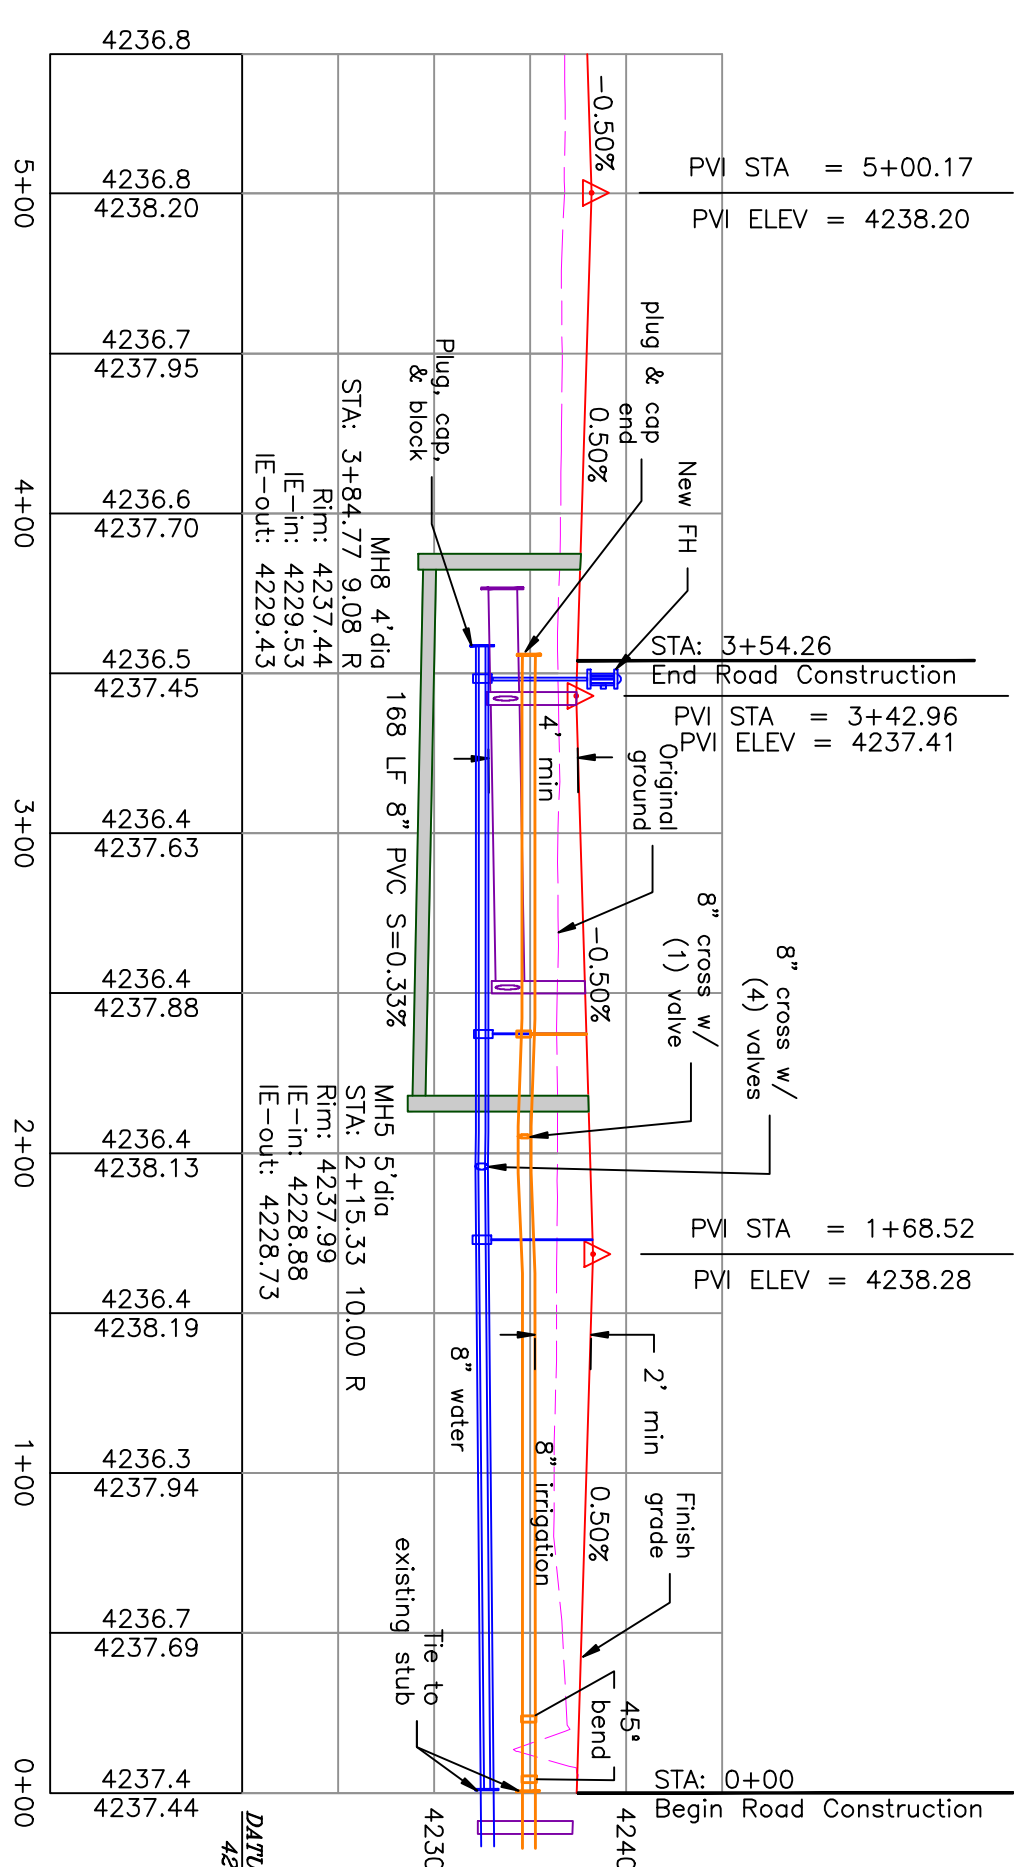 4236.8
5+00
4236.8
4238.20
4236.7
4237.95
4+00
4236.6
4237.70
4236.5
4237.45
3+00
4236.4
4237.63
4236.4
4237.88
2+00
4236.4
4238.13
4236.4
4238.19
1+00
4236.3
4237.94
4236.7
4237.69
0+00
4237.4
4237.44
-0.50%
PVI STA = 5+00.17
PVI ELEV = 4238.20
plug & cap
end
0.50%
New FH
Plug, cap,
& block
MH8 4'dia
STA: 3+84.77 9.08 R
Rim: 4237.44
IE-in: 4229.53
IE-out: 4229.43
STA: 3+54.26
End Road Construction
PVI STA = 3+42.96
PVI ELEV = 4237.41
168 LF 8" PVC S=0.33%
4' min
Original
ground
-0.50%
8" cross w/
(1) valve
8" cross w/
(4) valves
MH5 5'dia
STA: 2+15.33 10.00 R
Rim: 4237.99
IE-in: 4228.88
IE-out: 4228.73
PVI STA = 1+68.52
PVI ELEV = 4238.28
2' min
8" water
8" irrigation
0.50%
Finish
grade
Tie to
existing stub
45°
bend
STA: 0+00
Begin Road Construction
4230
4240